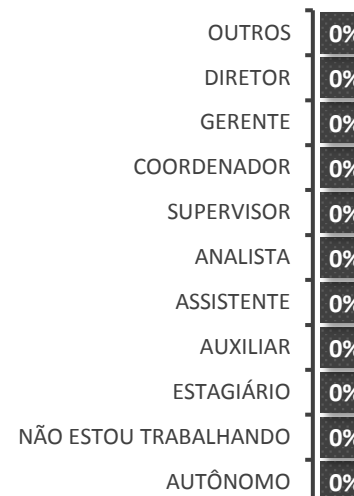 OUTROS 0%
DIRETOR 0%
GERENTE 0%
COORDENADOR 0%
SUPERVISOR 0%
ANALISTA 0%
ASSISTENTE 0%
AUXILIAR 0%
ESTAGIÁRIO 0%
NÃO ESTOU TRABALHANDO 0%
AUTÔNOMO 0%